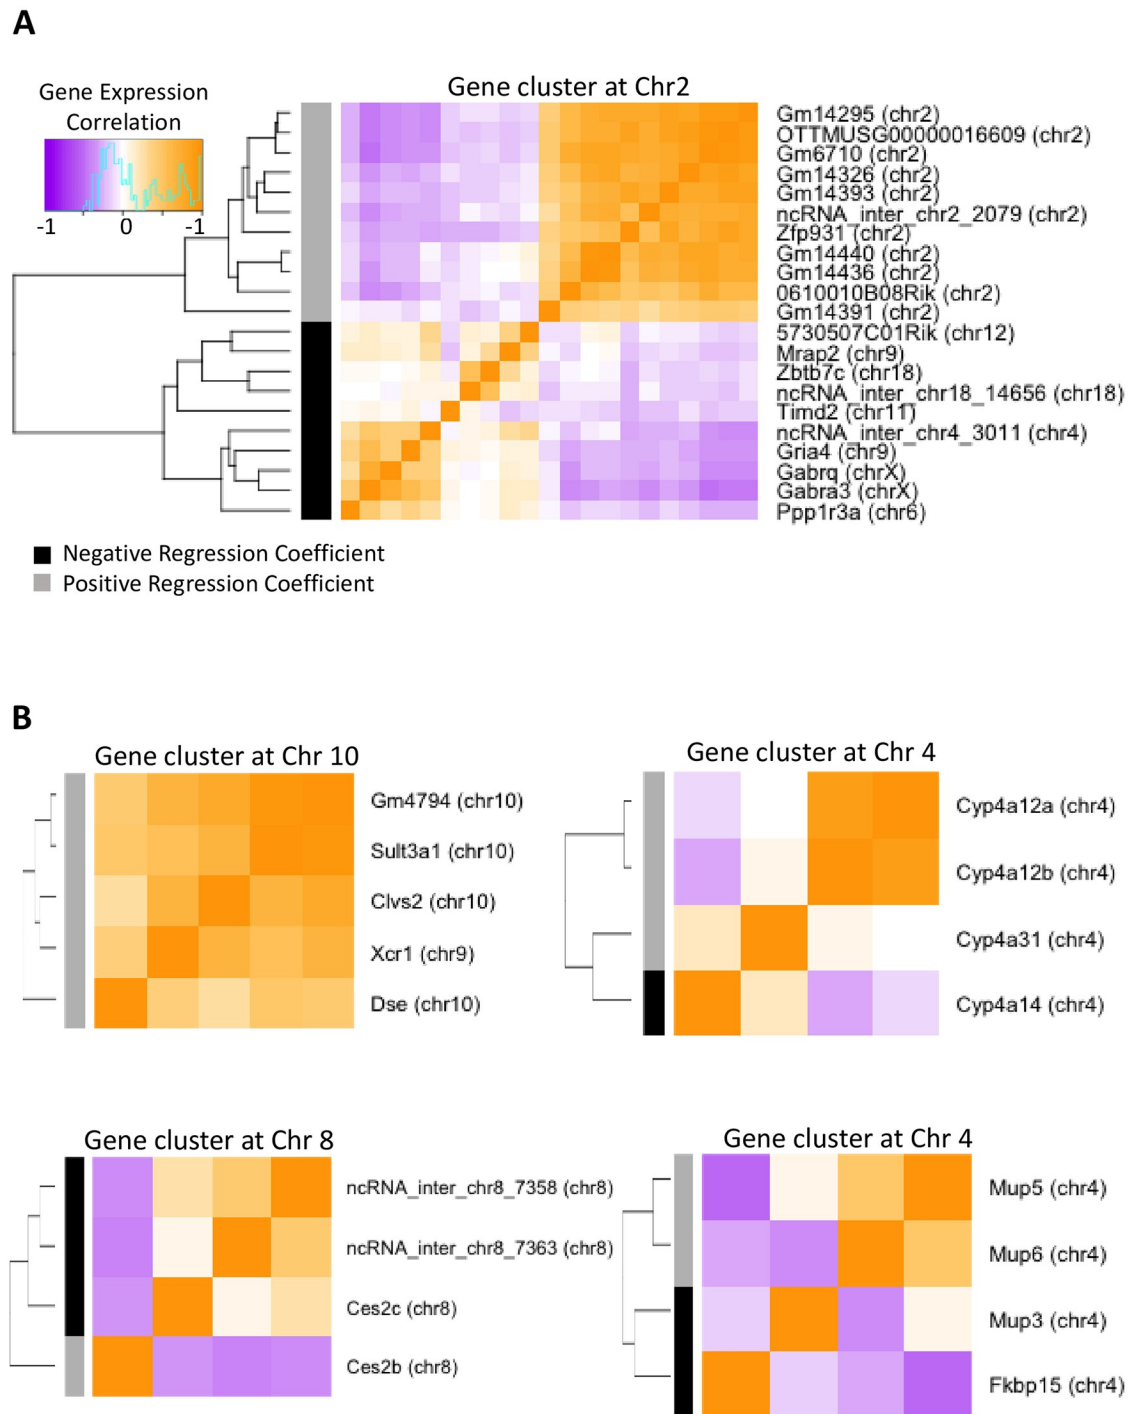 A
Gene Expression
Correlation
-1 0 -1
Gene cluster at Chr2
Gm14295 (chr2)
OTTMUSG00000016609 (chr2)
Gm6710 (chr2)
Gm14326 (chr2)
Gm14393 (chr2)
ncRNA_inter_chr2_2079 (chr2)
Zfp931 (chr2)
Gm14440 (chr2)
Gm14436 (chr2)
0610010B08Rik (chr2)
Gm14391 (chr2)
5730507C01Rik (chr12)
Mrap2 (chr9)
Zbtb7c (chr18)
ncRNA_inter_chr18_14656 (chr18)
Timd2 (chr11)
ncRNA_inter_chr4_3011 (chr4)
Gria4 (chr9)
Gabrq (chrX)
Gabra3 (chrX)
Ppp1r3a (chr6)
Negative Regression Coefficient
Positive Regression Coefficient
B
Gene cluster at Chr 10
Gm4794 (chr10)
Sult3a1 (chr10)
Clvs2 (chr10)
Xcr1 (chr9)
Dse (chr10)
Gene cluster at Chr 4
Cyp4a12a (chr4)
Cyp4a12b (chr4)
Cyp4a31 (chr4)
Cyp4a14 (chr4)
Gene cluster at Chr 8
ncRNA_inter_chr8_7358 (chr8)
ncRNA_inter_chr8_7363 (chr8)
Ces2c (chr8)
Ces2b (chr8)
Gene cluster at Chr 4
Mup5 (chr4)
Mup6 (chr4)
Mup3 (chr4)
Fkbp15 (chr4)